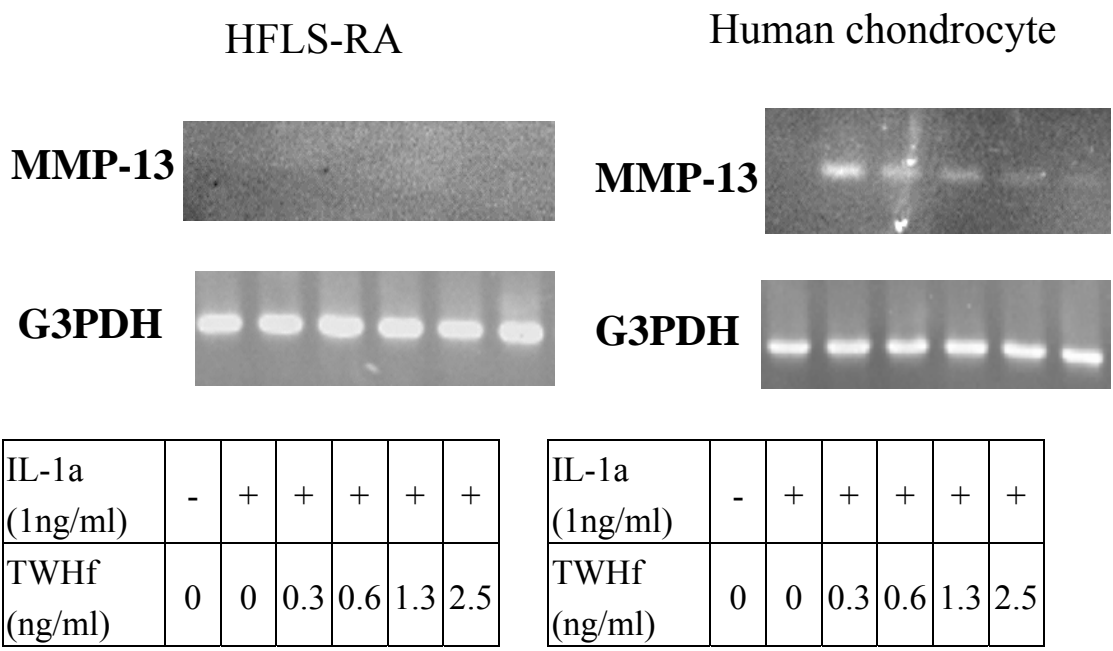 HFLS-RA
Human chondrocyte
MMP-13
MMP-13
G3PDH
G3PDH
IL-1a
(1ng/ml)
- + + + + +
TWHf
(ng/ml)
0 0 0.3 0.6 1.3 2.5
IL-1a
(1ng/ml)
- + + + + +
TWHf
(ng/ml)
0 0 0.3 0.6 1.3 2.5